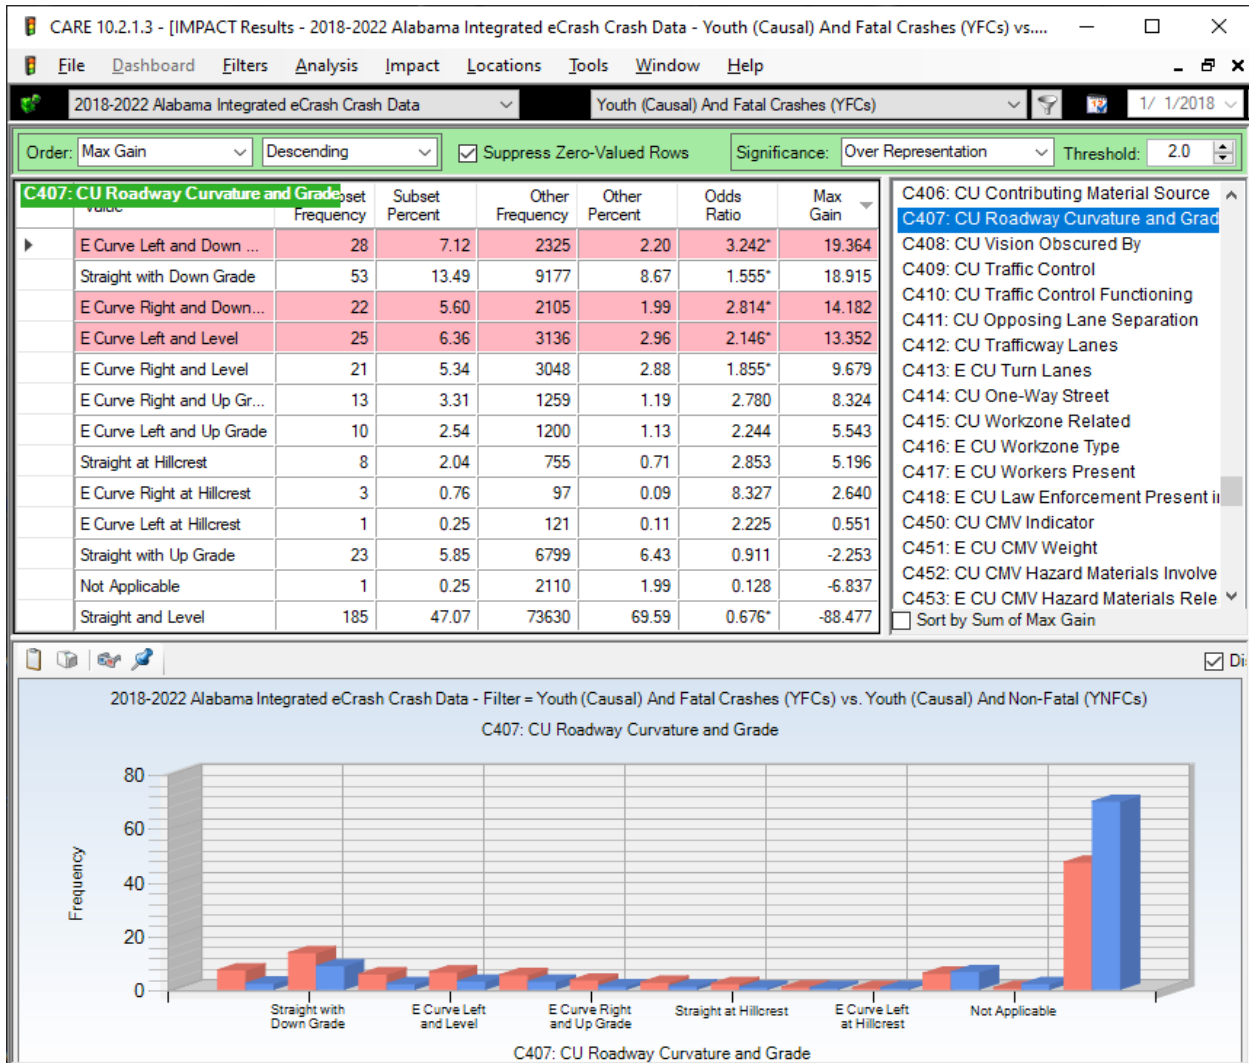 CARE 10.2.1.3 - [IMPACT Results - 2018-2022 Alabama Integrated eCrash Crash Data - Youth (Causal) And Fatal Crashes (YFCs) vs....
File Dashboard Filters Analysis Impact Locations Tools Window Help
2018-2022 Alabama Integrated eCrash Crash Data Youth (Causal) And Fatal Crashes (YFCs) 1/ 1/2018
Order: Max Gain Descending Suppress Zero-Valued Rows Significance: Over Representation Threshold: 2.0
C407: CU Roadway Curvature and Grade
Subset Frequency Subset Percent Other Frequency Other Percent Odds Ratio Max Gain
E Curve Left and Down ... 28 7.12 2325 2.20 3.242* 19.364
Straight with Down Grade 53 13.49 9177 8.67 1.555* 18.915
E Curve Right and Down... 22 5.60 2105 1.99 2.814* 14.182
E Curve Left and Level 25 6.36 3136 2.96 2.146* 13.352
E Curve Right and Level 21 5.34 3048 2.88 1.855* 9.679
E Curve Right and Up Gr... 13 3.31 1259 1.19 2.780 8.324
E Curve Left and Up Grade 10 2.54 1200 1.13 2.244 5.543
Straight at Hillcrest 8 2.04 755 0.71 2.853 5.196
E Curve Right at Hillcrest 3 0.76 97 0.09 8.327 2.640
E Curve Left at Hillcrest 1 0.25 121 0.11 2.225 0.551
Straight with Up Grade 23 5.85 6799 6.43 0.911 -2.253
Not Applicable 1 0.25 2110 1.99 0.128 -6.837
Straight and Level 185 47.07 73630 69.59 0.676* -88.477
C406: CU Contributing Material Source
C407: CU Roadway Curvature and Grad
C408: CU Vision Obscured By
C409: CU Traffic Control
C410: CU Traffic Control Functioning
C411: CU Opposing Lane Separation
C412: CU Trafficway Lanes
C413: E CU Turn Lanes
C414: CU One-Way Street
C415: CU Workzone Related
C416: E CU Workzone Type
C417: E CU Workers Present
C418: E CU Law Enforcement Present in
C450: CU CMV Indicator
C451: E CU CMV Weight
C452: CU CMV Hazard Materials Involve
C453: E CU CMV Hazard Materials Rele
Sort by Sum of Max Gain
Di
2018-2022 Alabama Integrated eCrash Crash Data - Filter = Youth (Causal) And Fatal Crashes (YFCs) vs. Youth (Causal) And Non-Fatal (YNFCs)
C407: CU Roadway Curvature and Grade
80
60
40
20
0
Frequency
Straight with Down Grade
E Curve Left and Level
E Curve Right and Up Grade
Straight at Hillcrest
E Curve Left at Hillcrest
Not Applicable
C407: CU Roadway Curvature and Grade